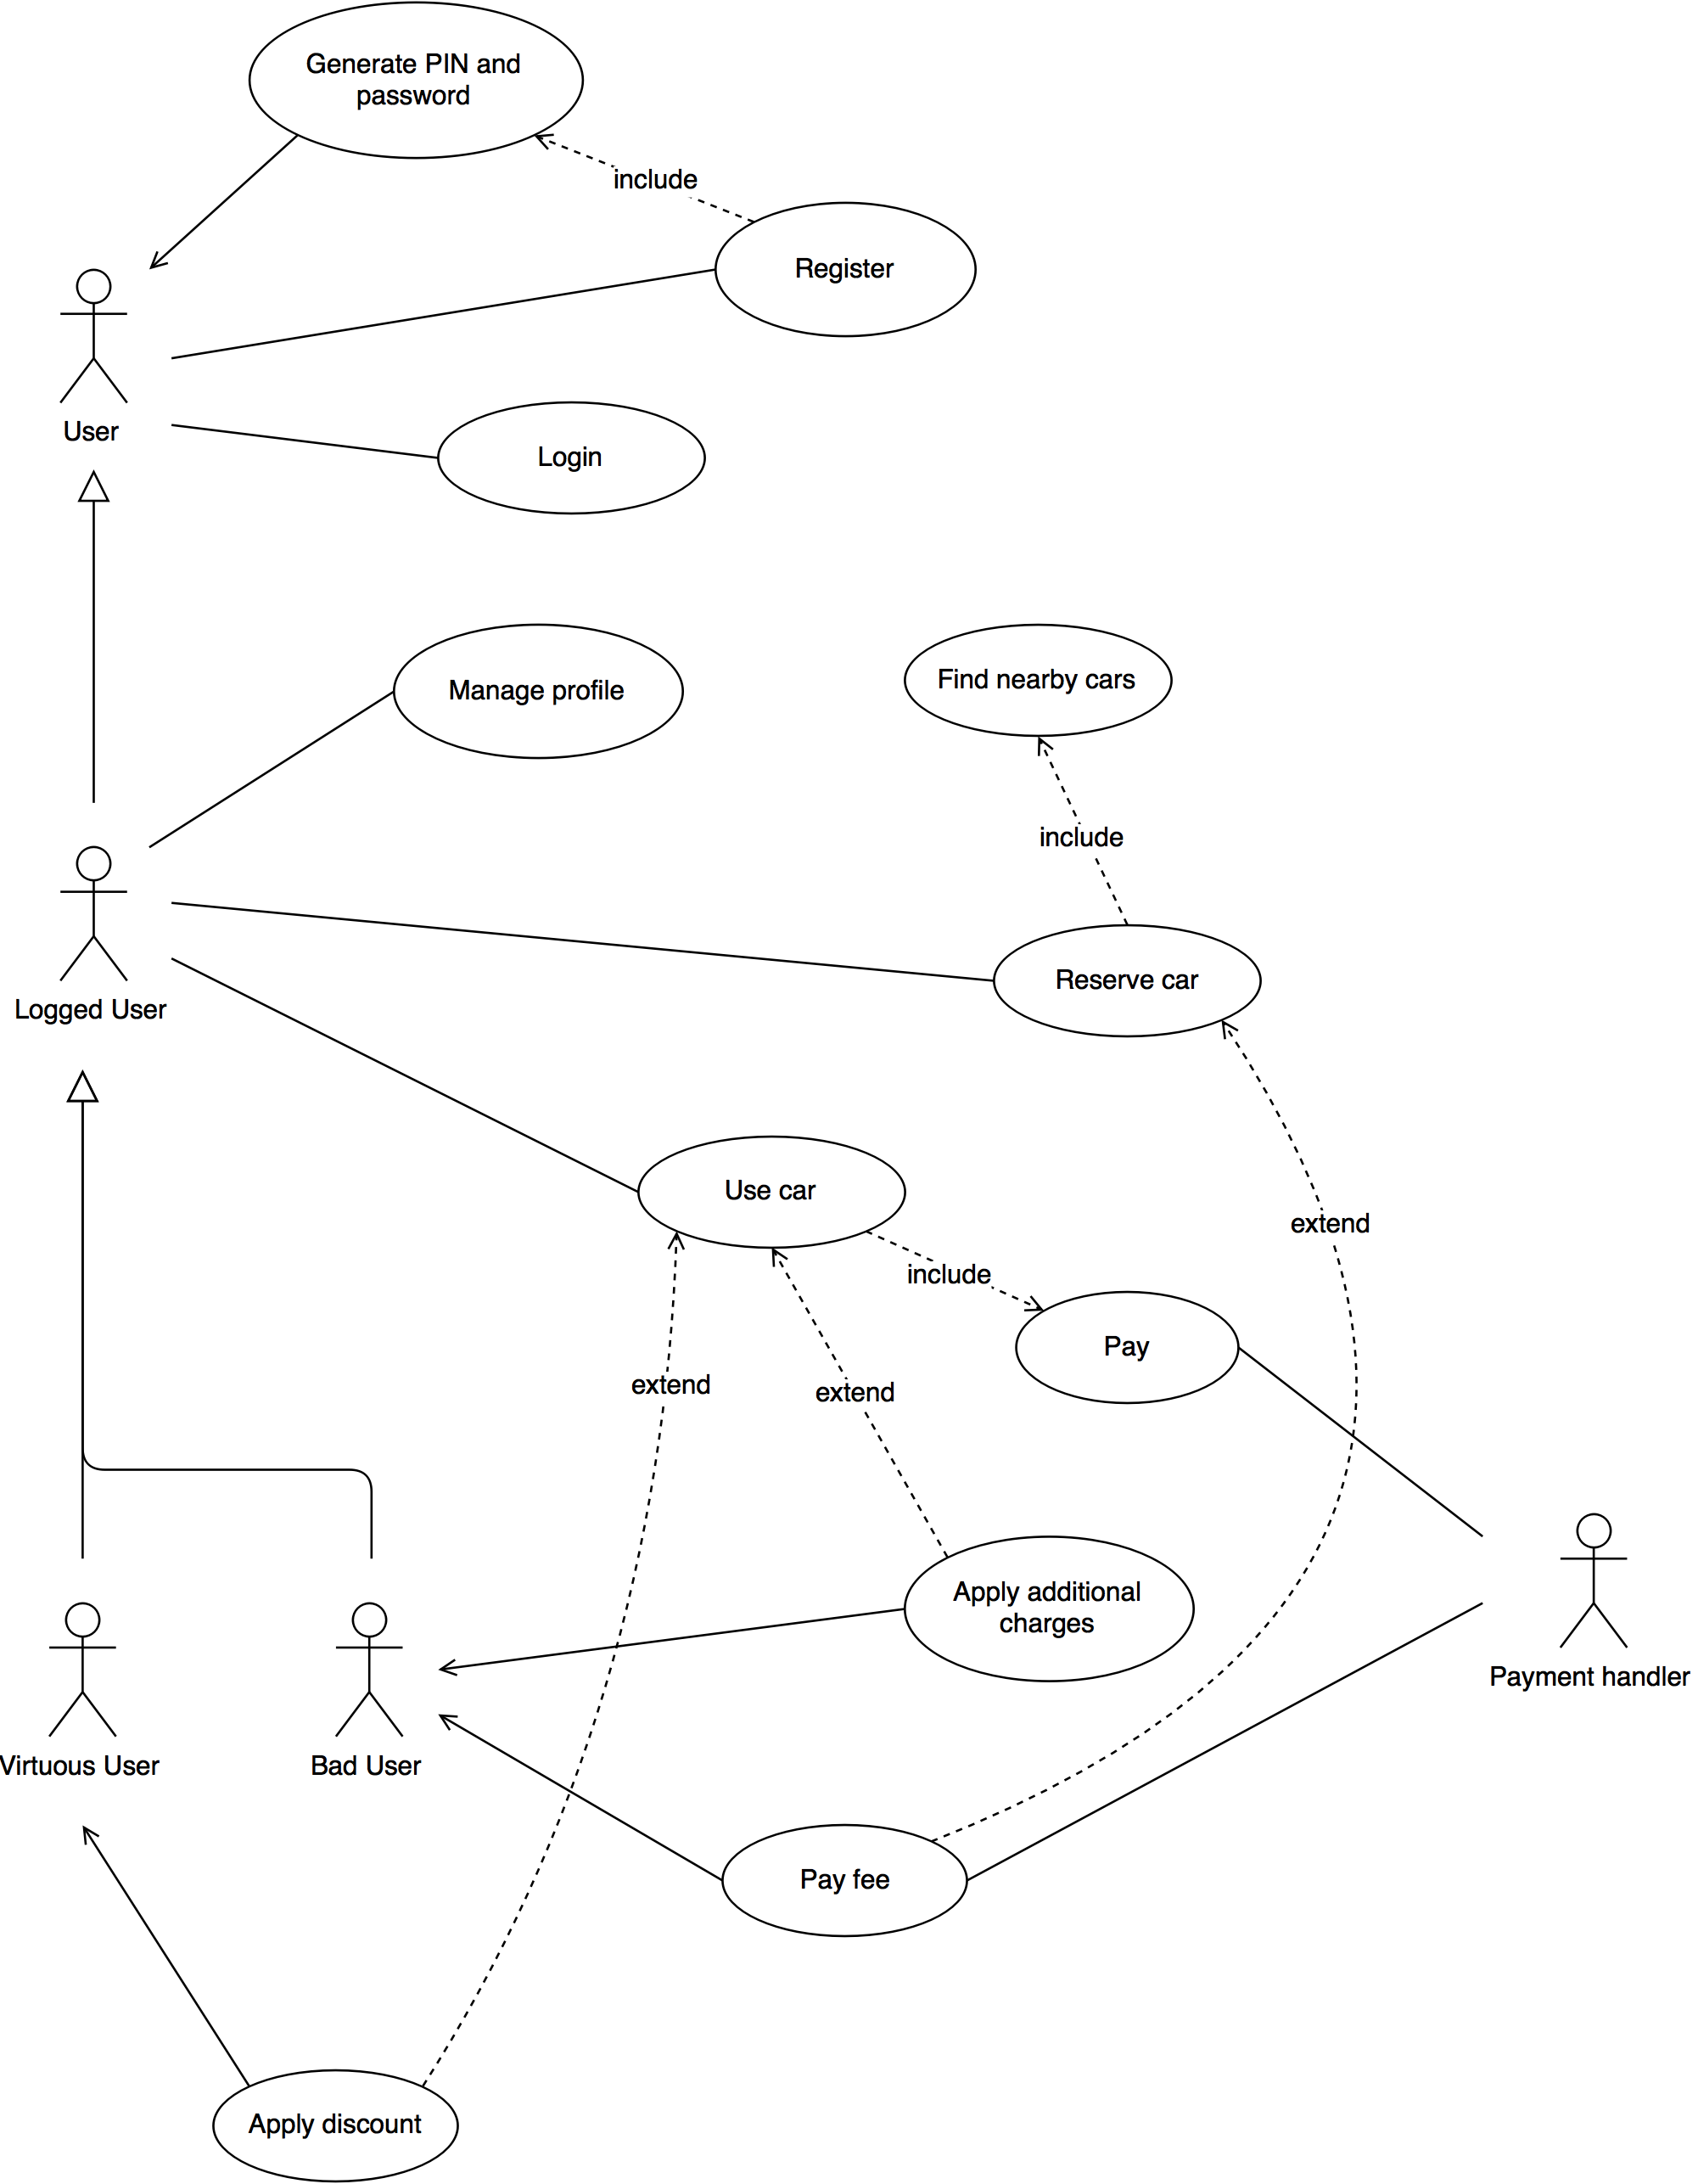 Generate PIN and
password
include
Register
User
Login
Manage profile
Find nearby cars
include
Reserve car
Logged User
Use car
extend
include
Pay
extend
extend
Apply additional
charges
Payment handler
Virtuous User
Bad User
Pay fee
Apply discount